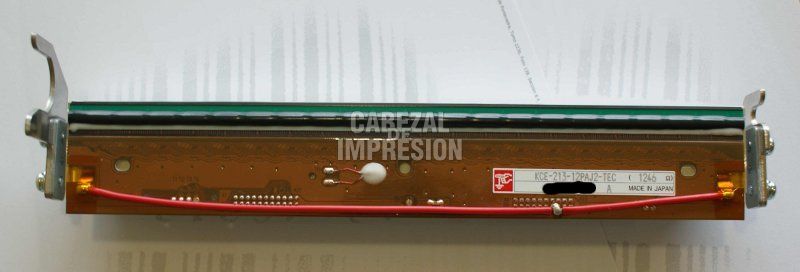 CABEZAL
DE
IMPRESION
KCE-213-12PAJ2-TEC ( 1246 Ω )
A MADE IN JAPAN